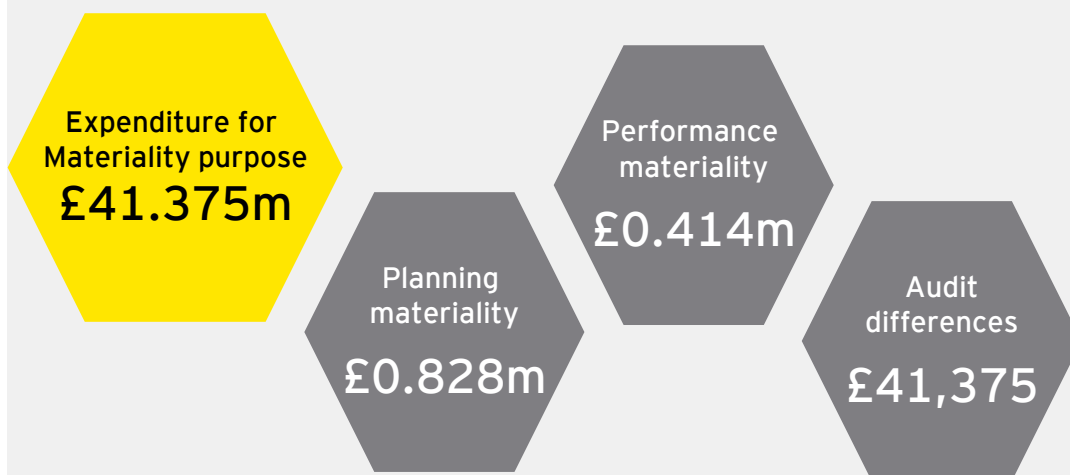 Expenditure for
Materiality purpose
£41.375m
Planning
materiality
£0.828m
Performance
materiality
£0.414m
Audit
differences
£41,375